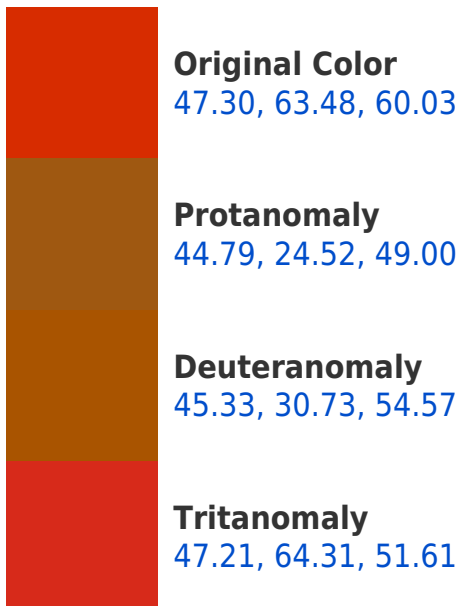 Original Color
47.30, 63.48, 60.03
Protanomaly
44.79, 24.52, 49.00
Deuteranomaly
45.33, 30.73, 54.57
Tritanomaly
47.21, 64.31, 51.61